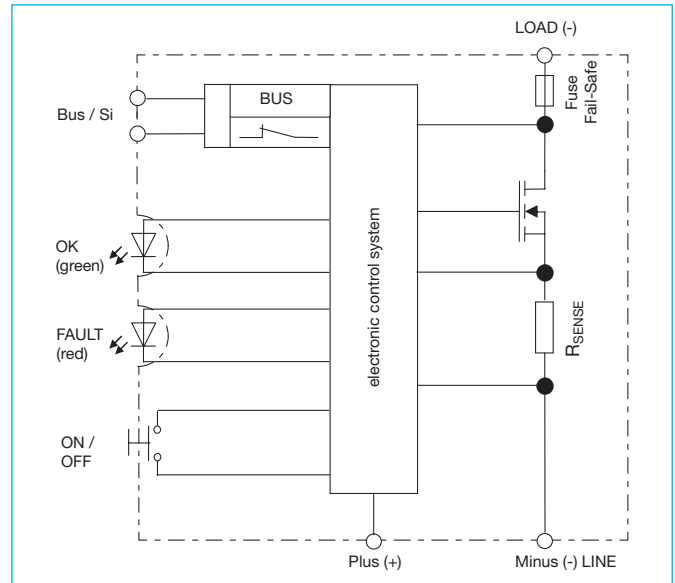 LOAD (-)
Fuse
Fail-Safe
Bus / Si
BUS
electronic control system
OK
(green)
FAULT
(red)
RSENSE
ON /
OFF
Plus (+)
Minus (-) LINE